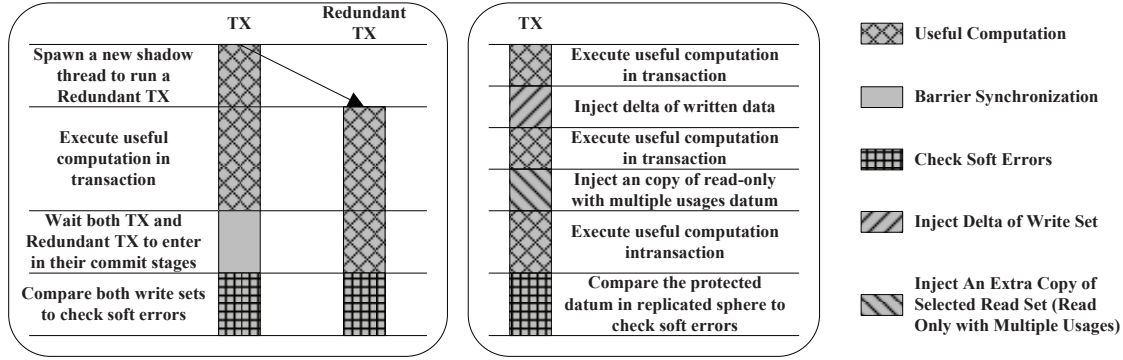 TX
Redundant
TX
Spawn a new shadow
thread to run a
Redundant TX
Execute useful
computation in
transaction
Wait both TX and
Redundant TX to enter
in their commit stages
Compare both write sets
to check soft errors
TX
Execute useful computation
in transaction
Inject delta of written data
Execute useful computation
in transaction
Inject an copy of read-only
with multiple usages datum
Execute useful computation
intransaction
Compare the protected
datum in replicated sphere to
check soft errors
Useful Computation
Barrier Synchronization
Check Soft Errors
Inject Delta of Write Set
Inject An Extra Copy of
Selected Read Set (Read
Only with Multiple Usages)